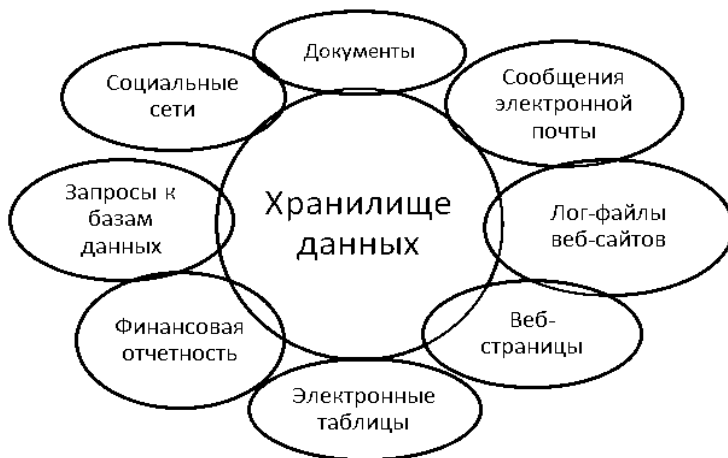 Документы
Социальные
сети
Сообщения
электронной
почты
Запросы к
базам
данных
Хранилище
данных
Лог-файлы
веб-сайтов
Финансовая
отчетность
Веб-
страницы
Электронные
таблицы